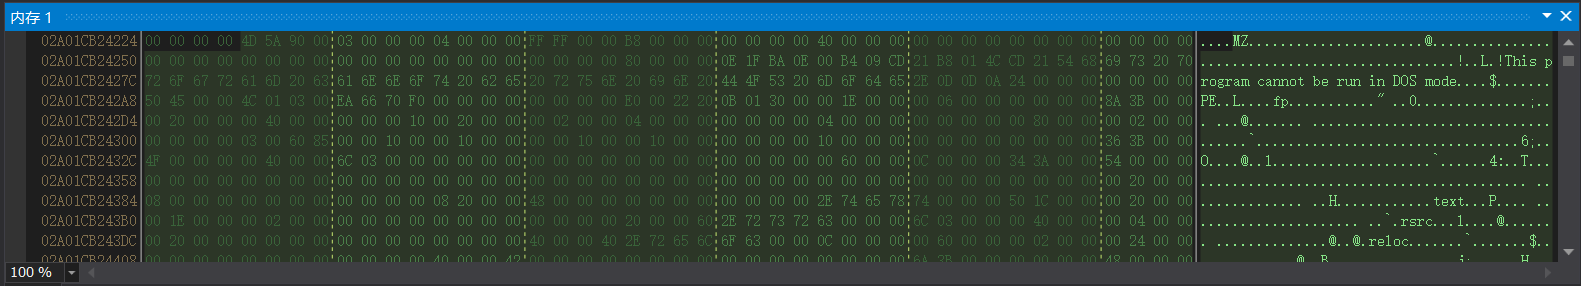 内存 1
02A01CB24224 00 00 00 00 4D 5A 90 00 03 00 00 00 04 00 00 00 FF FF 00 00 B8 00 00 00 00 00 00 00 40 00 00 00 00 00 00 00 00 00 00 00 00 00 00 00 ....MZ......................@...............
02A01CB24250 00 00 00 00 00 00 00 00 00 00 00 00 00 00 00 00 00 00 00 00 80 00 00 00 0E 1F BA 0E 00 B4 09 CD 21 B8 01 4C CD 21 54 68 69 73 20 70 ................................!..L.!This p
02A01CB2427C 72 6F 67 72 61 6D 20 63 61 6E 6E 6F 74 20 62 65 20 72 75 6E 20 69 6E 20 44 4F 53 20 6D 6F 64 65 2E 0D 0D 0A 24 00 00 00 00 00 00 00 rogram cannot be run in DOS mode....$.......
02A01CB242A8 50 45 00 00 4C 01 03 00 EA 66 70 F0 00 00 00 00 00 00 00 00 E0 00 22 20 0B 01 30 00 00 1E 00 00 00 06 00 00 00 00 00 00 8A 3B 00 00 PE..L....fp..........." ..0..............;..
02A01CB242D4 00 20 00 00 00 40 00 00 00 00 00 10 00 20 00 00 00 02 00 00 04 00 00 00 00 00 00 00 04 00 00 00 00 00 00 00 00 80 00 00 00 02 00 00 . ...@....... ..............................
02A01CB24300 00 00 00 00 03 00 60 85 00 00 10 00 00 10 00 00 00 00 10 00 00 10 00 00 00 00 00 00 10 00 00 00 00 00 00 00 00 00 00 00 36 3B 00 00 ......`.................................6;..
02A01CB2432C 4F 00 00 00 00 40 00 00 6C 03 00 00 00 00 00 00 00 00 00 00 00 00 00 00 00 00 00 00 00 60 00 00 0C 00 00 00 34 3A 00 00 54 00 00 00 O....@..l....................`......4:..T...
02A01CB24358 00 00 00 00 00 00 00 00 00 00 00 00 00 00 00 00 00 00 00 00 00 00 00 00 00 00 00 00 00 00 00 00 00 00 00 00 00 00 00 00 00 20 00 00 ......................................... ..
02A01CB24384 08 00 00 00 00 00 00 00 00 00 00 00 08 20 00 00 48 00 00 00 00 00 00 00 00 00 00 00 2E 74 65 78 74 00 00 00 50 1C 00 00 00 20 00 00 ............. ..H............text...P.... ..
02A01CB243B0 00 1E 00 00 00 02 00 00 00 00 00 00 00 00 00 00 00 00 00 00 20 00 00 60 2E 72 73 72 63 00 00 00 6C 03 00 00 00 40 00 00 00 04 00 00 .................... ..`.rsrc...l....@......
02A01CB243DC 00 20 00 00 00 00 00 00 00 00 00 00 00 00 00 00 40 00 00 40 2E 72 65 6C 6F 63 00 00 0C 00 00 00 00 60 00 00 00 02 00 00 00 24 00 00 . ..............@..@.reloc.......`.......$..
100 %